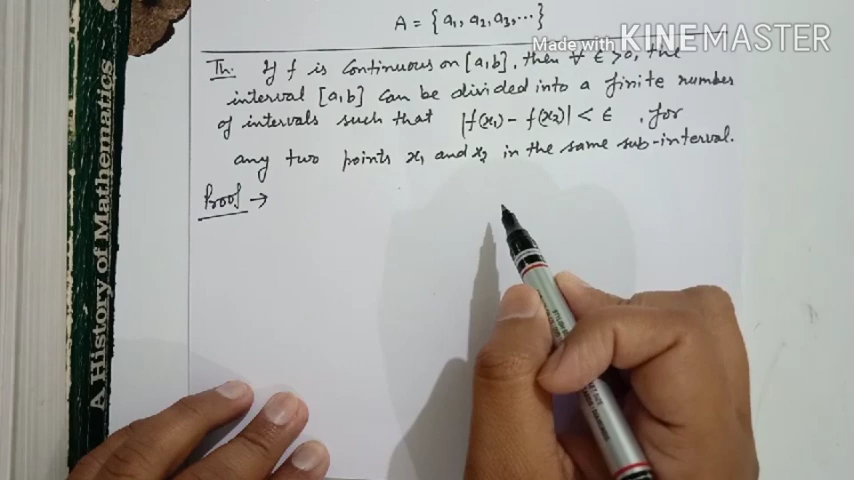 A = {a₁, a₂, a₃, ...}
Made with KINEMASTER
Th: If f is continuous on [a,b], then ∀ ε > 0, the
interval [a,b] can be divided into a finite number
of intervals such that |f(x₁) - f(x₂)| < ε , for
any two points x₁ and x₂ in the same sub-interval.
Proof →
A History of Mathematics